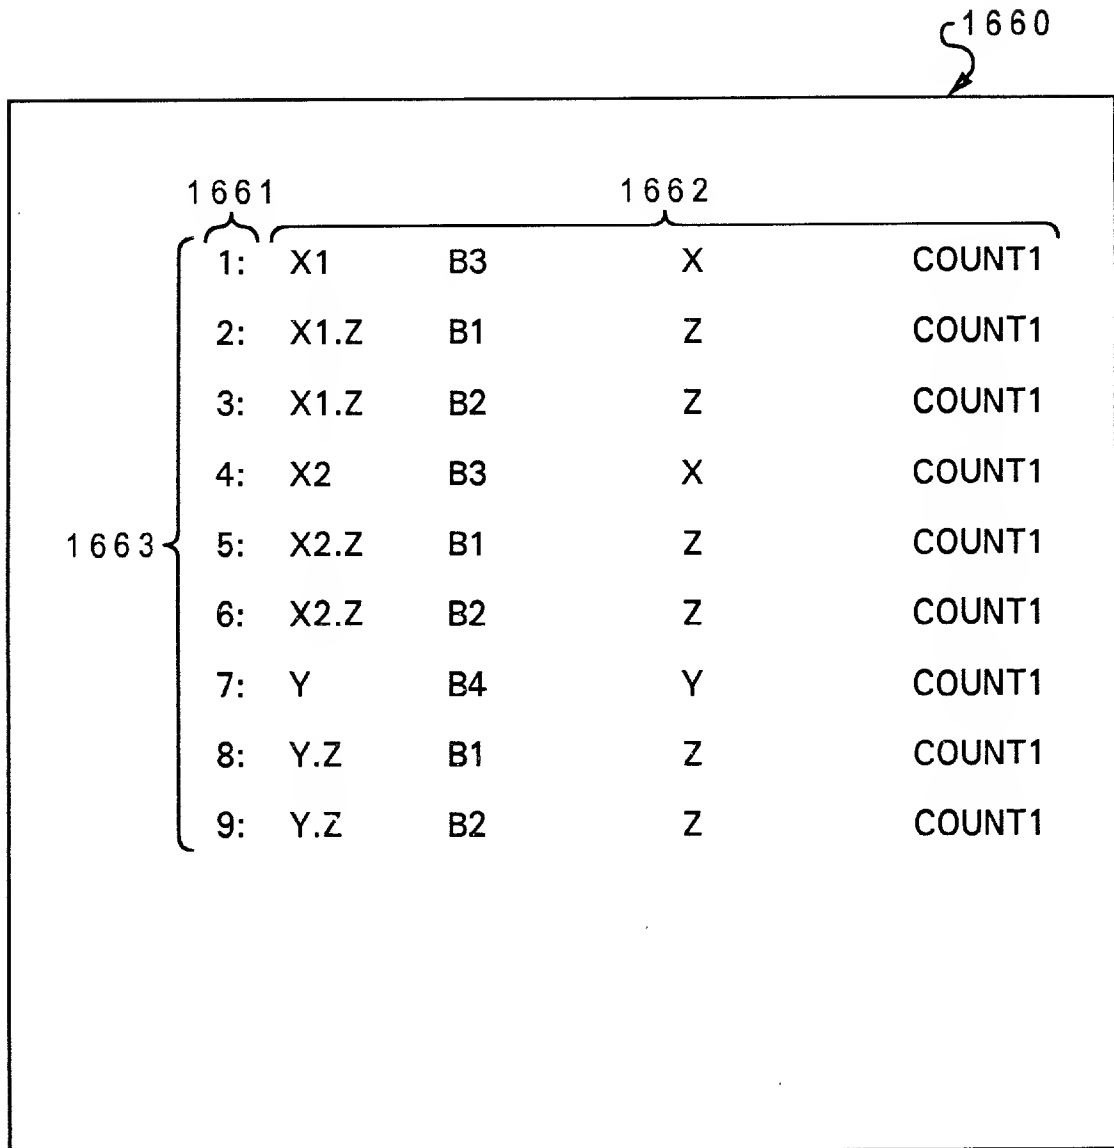 1660
1661 1662
1: X1 B3 X COUNT1
2: X1.Z B1 Z COUNT1
3: X1.Z B2 Z COUNT1
4: X2 B3 X COUNT1
1663 5: X2.Z B1 Z COUNT1
6: X2.Z B2 Z COUNT1
7: Y B4 Y COUNT1
8: Y.Z B1 Z COUNT1
9: Y.Z B2 Z COUNT1